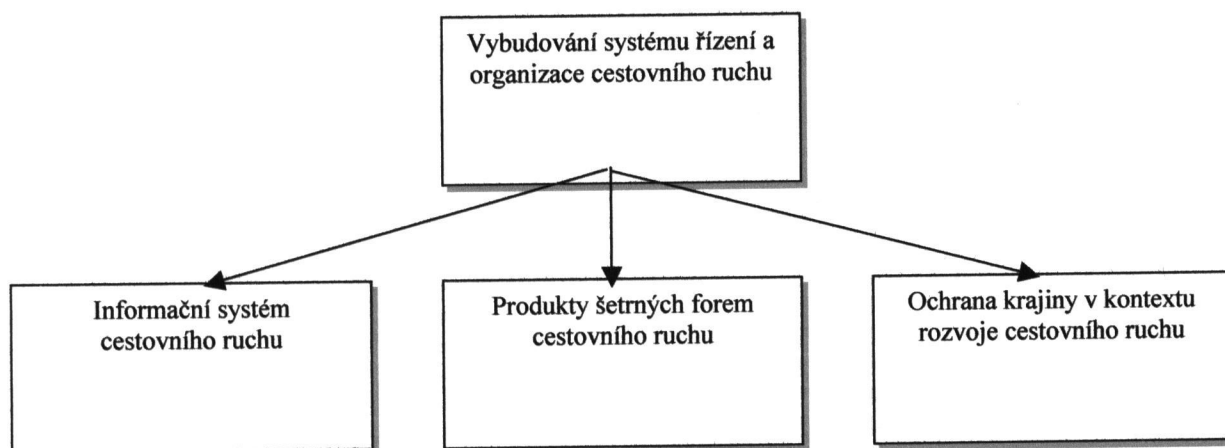 Vybudování systému řízení a
organizace cestovního ruchu
Informační systém
cestovního ruchu
Produkty šetrných forem
cestovního ruchu
Ochrana krajiny v kontextu
rozvoje cestovního ruchu